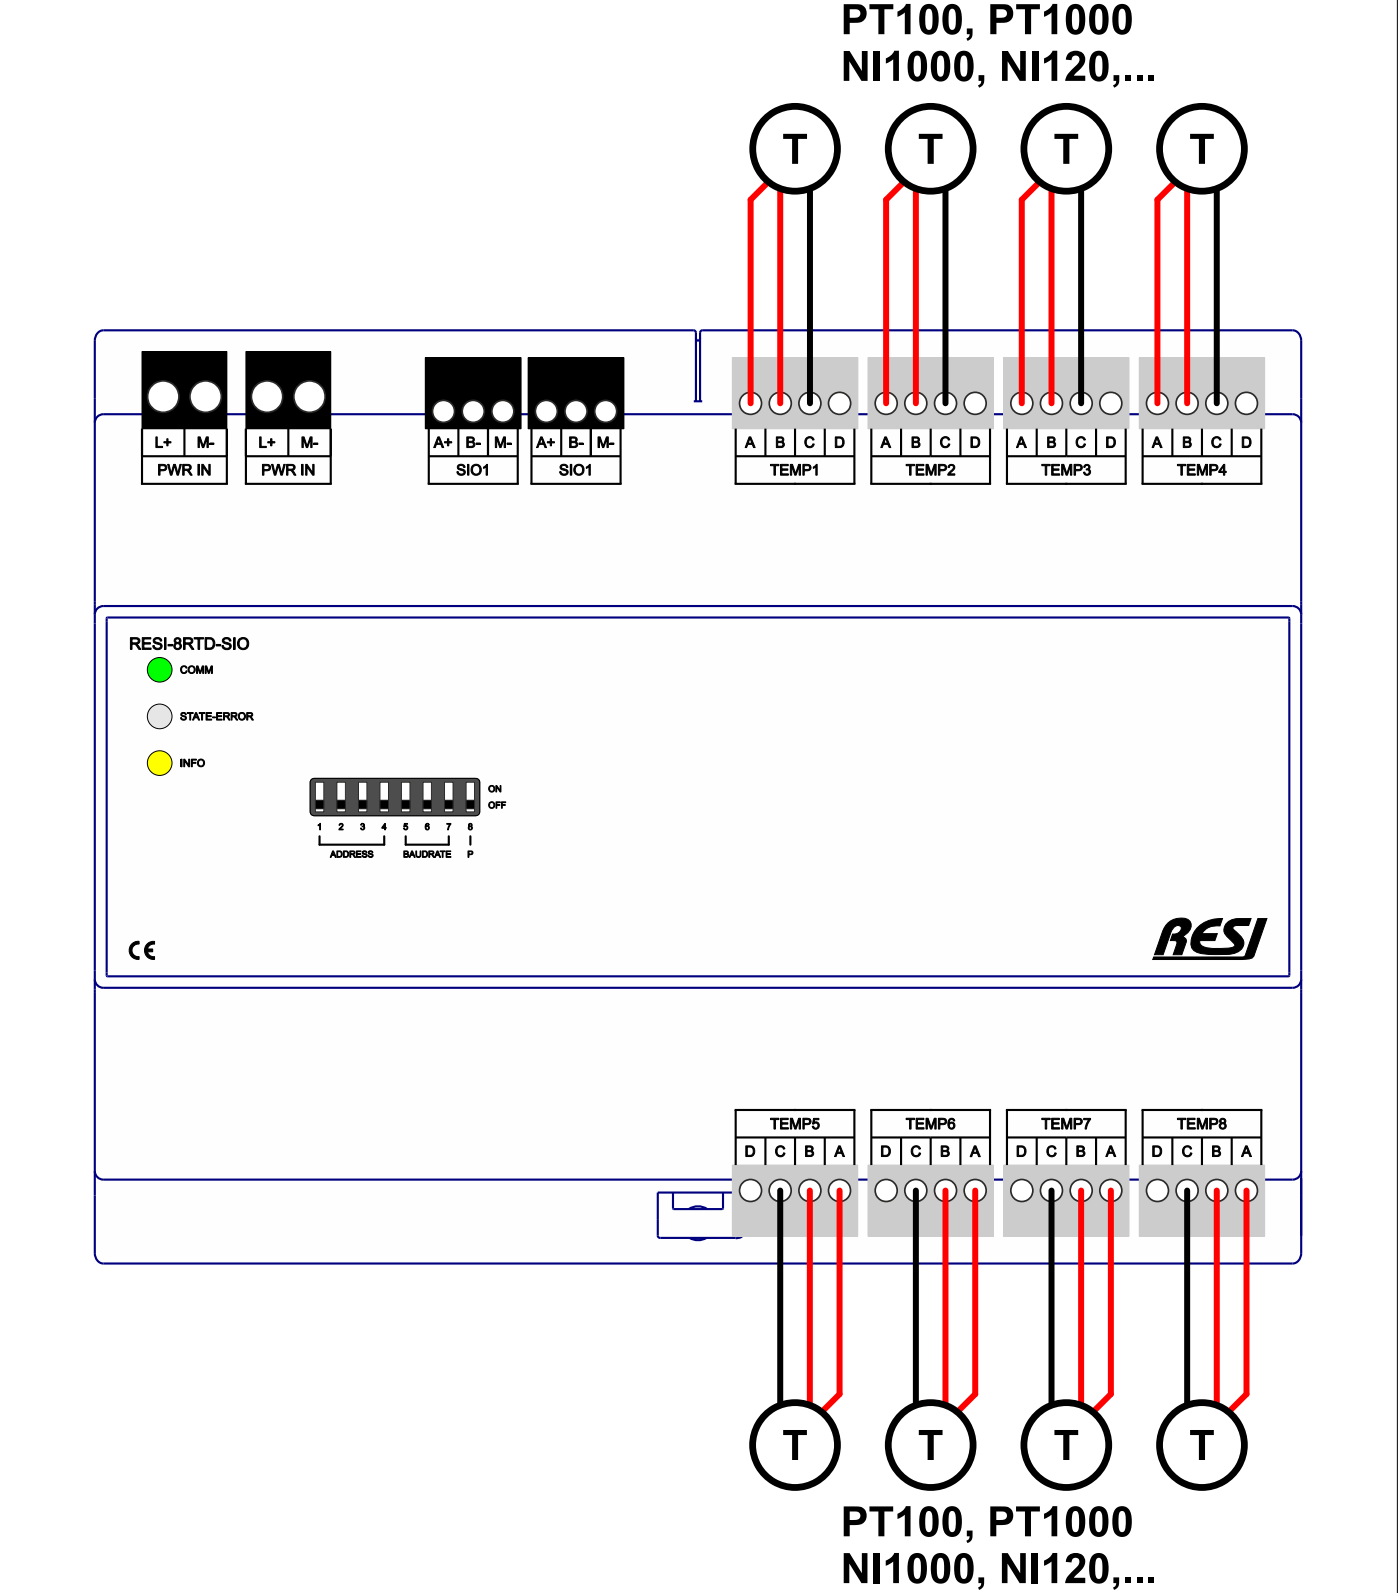 PT100, PT1000
NI1000, NI120,...
T T T T
L+ M- L+ M- A+ B- M- A+ B- M- A B C D A B C D A B C D A B C D
PWR IN PWR IN SIO1 SIO1 TEMP1 TEMP2 TEMP3 TEMP4
RESI-8RTD-SIO
COMM
STATE-ERROR
INFO
ON
OFF
1 2 3 4 5 6 7 8
ADDRESS BAUDRATE P
CE RESI
TEMP5 TEMP6 TEMP7 TEMP8
D C B A D C B A D C B A D C B A
T T T T
PT100, PT1000
NI1000, NI120,...